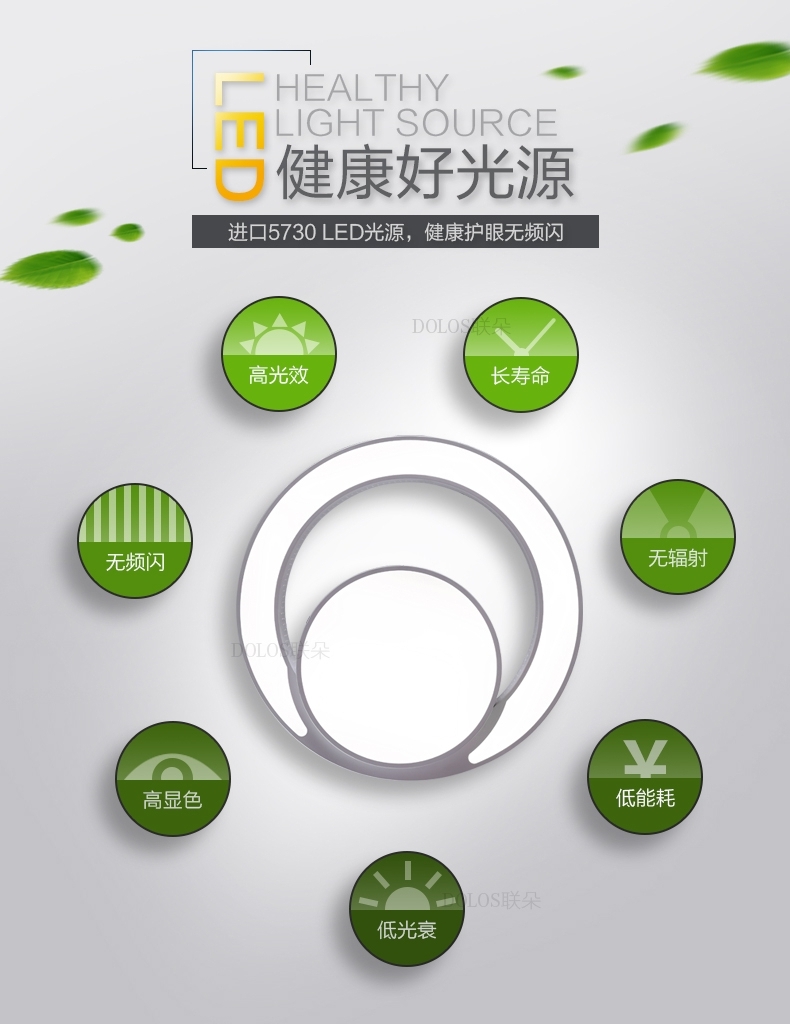 LED
HEALTHY
LIGHT SOURCE
健康好光源
进口5730 LED光源，健康护眼无频闪
DOLOS联朵
高光效
长寿命
无频闪
无辐射
DOLOS联朵
高显色
¥
低能耗
DOLOS联朵
低光衰